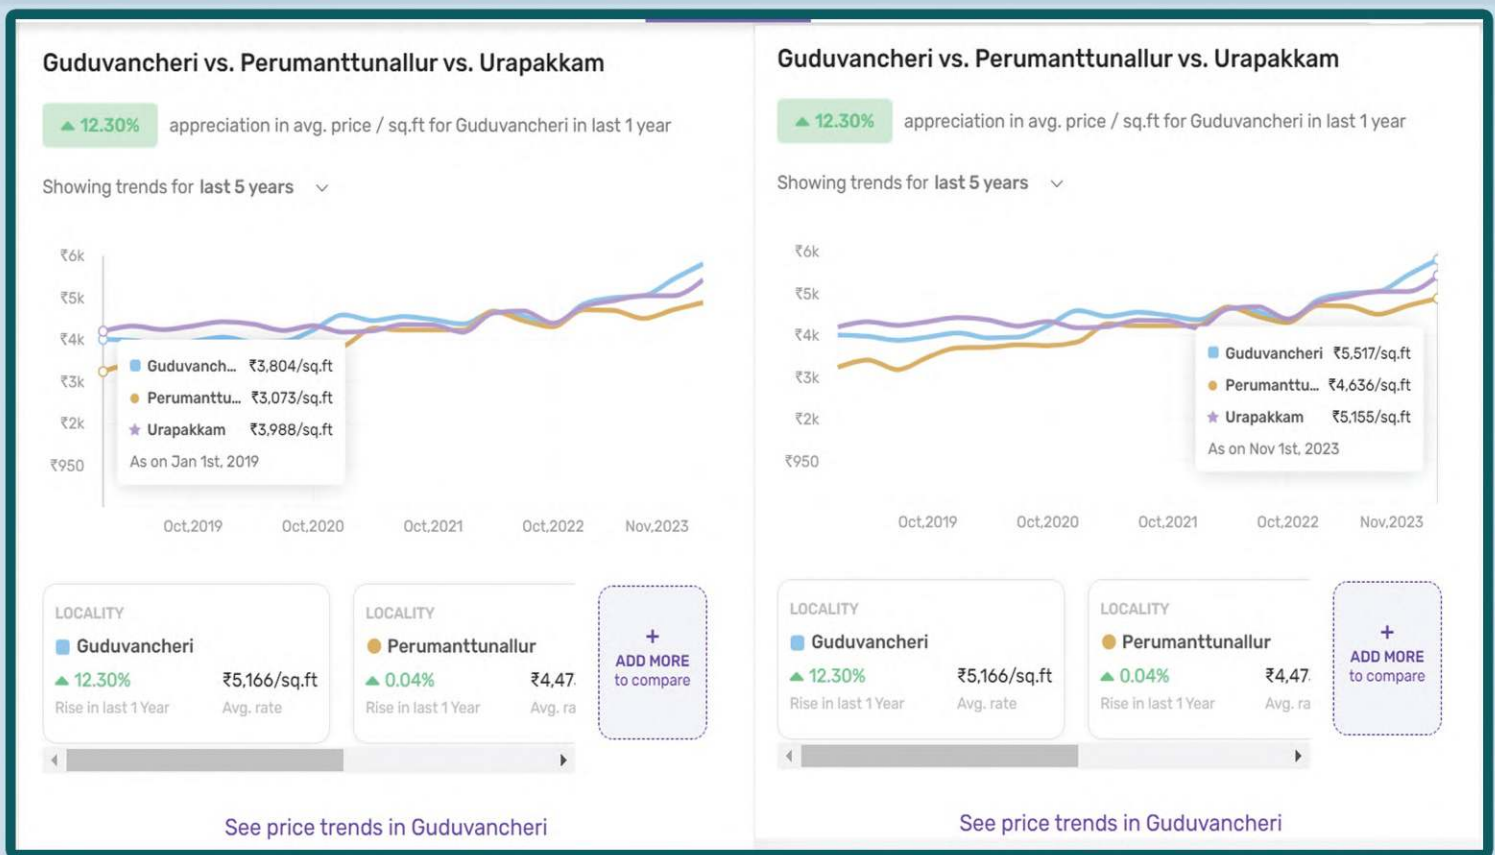 Guduvancheri vs. Perumanttunallur vs. Urapakkam
12.30% appreciation in avg. price / sq.ft for Guduvancheri in last 1 year
Showing trends for last 5 years
₹6k
₹5k
₹4k
₹3k
₹2k
₹950
Guduvanch... ₹3,804/sq.ft
Perumanttu... ₹3,073/sq.ft
Urapakkam ₹3,988/sq.ft
As on Jan 1st, 2019
Oct,2019 Oct,2020 Oct,2021 Oct,2022 Nov,2023
LOCALITY
Guduvancheri
12.30% ₹5,166/sq.ft
Rise in last 1 Year Avg. rate
LOCALITY
Perumanttunallur
0.04% ₹4,47
Rise in last 1 Year Avg. ra
+
ADD MORE
to compare
See price trends in Guduvancheri
Guduvancheri vs. Perumanttunallur vs. Urapakkam
12.30% appreciation in avg. price / sq.ft for Guduvancheri in last 1 year
Showing trends for last 5 years
₹6k
₹5k
₹4k
₹3k
₹2k
₹950
Guduvancheri ₹5,517/sq.ft
Perumanttu... ₹4,636/sq.ft
Urapakkam ₹5,155/sq.ft
As on Nov 1st, 2023
Oct,2019 Oct,2020 Oct,2021 Oct,2022 Nov,2023
LOCALITY
Guduvancheri
12.30% ₹5,166/sq.ft
Rise in last 1 Year Avg. rate
LOCALITY
Perumanttunallur
0.04% ₹4,47
Rise in last 1 Year Avg. ra
+
ADD MORE
to compare
See price trends in Guduvancheri